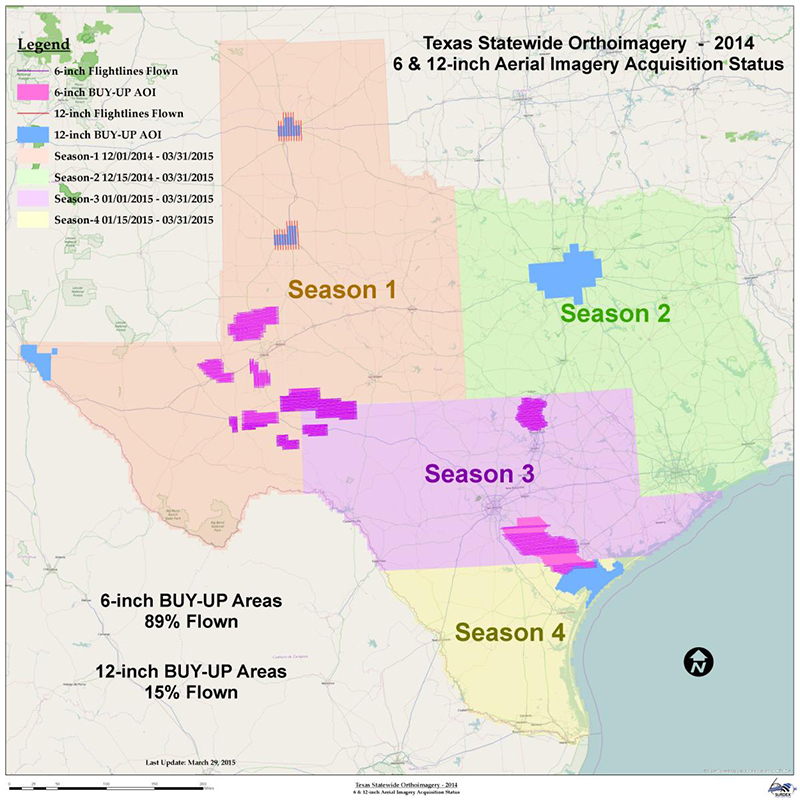 Legend
6-inch Flightlines Flown
6-inch BUY-UP AOI
12-inch Flightlines Flown
12-inch BUY-UP AOI
Season-1 12/01/2014 - 03/31/2015
Season-2 12/15/2014 - 03/31/2015
Season-3 01/01/2015 - 03/31/2015
Season-4 01/15/2015 - 03/31/2015
Texas Statewide Orthoimagery - 2014
6 & 12-inch Aerial Imagery Acquisition Status
Season 1
Season 2
Season 3
Season 4
6-inch BUY-UP Areas
89% Flown
12-inch BUY-UP Areas
15% Flown
N
Last Update: March 29, 2015
Texas Statewide Orthoimagery - 2014
6 & 12-inch Aerial Imagery Acquisition Status
SURDEX